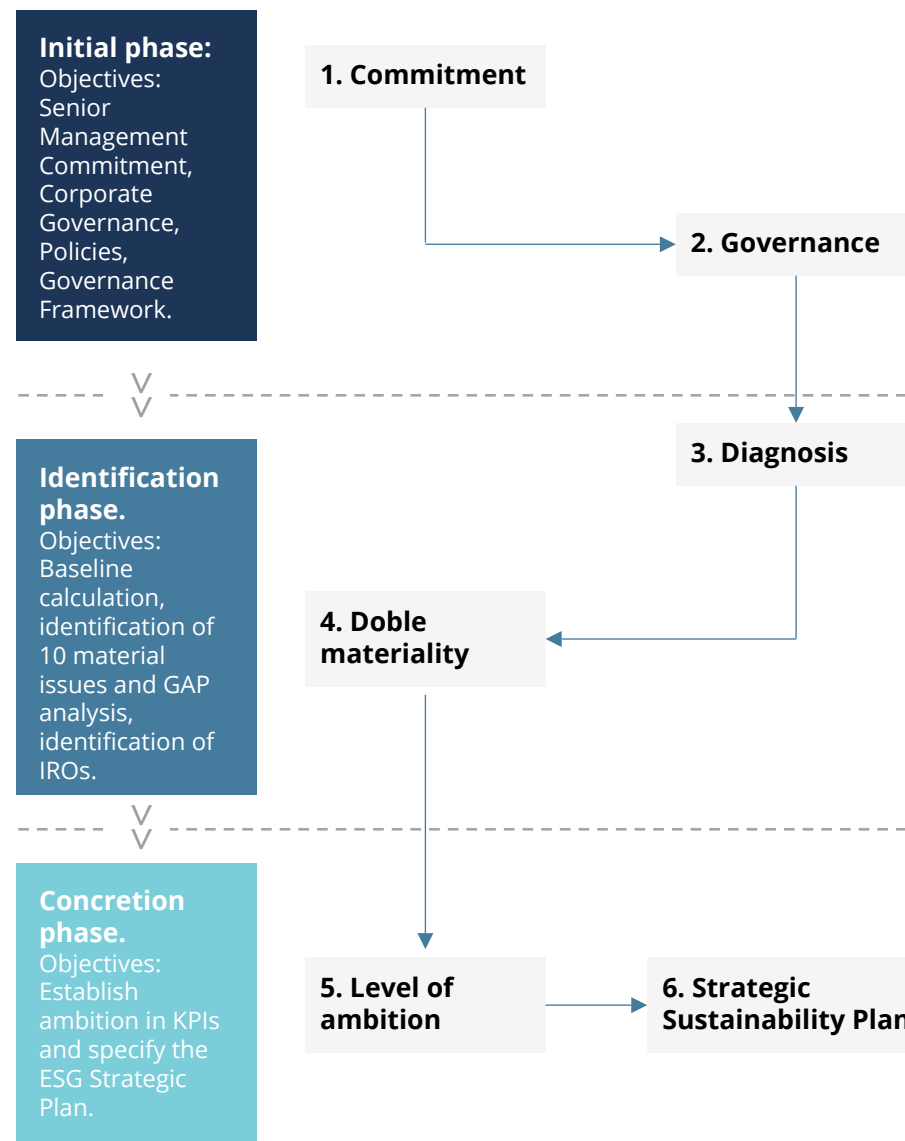 Initial phase:
Objectives:
Senior
Management
Commitment,
Corporate
Governance,
Policies,
Governance
Framework.
1. Commitment
2. Governance
Identification
phase.
Objectives:
Baseline
calculation,
identification of
10 material
issues and GAP
analysis,
identification of
IROs.
3. Diagnosis
4. Doble
materiality
Concretion
phase.
Objectives:
Establish
ambition in KPIs
and specify the
ESG Strategic
Plan.
5. Level of
ambition
6. Strategic
Sustainability Plan